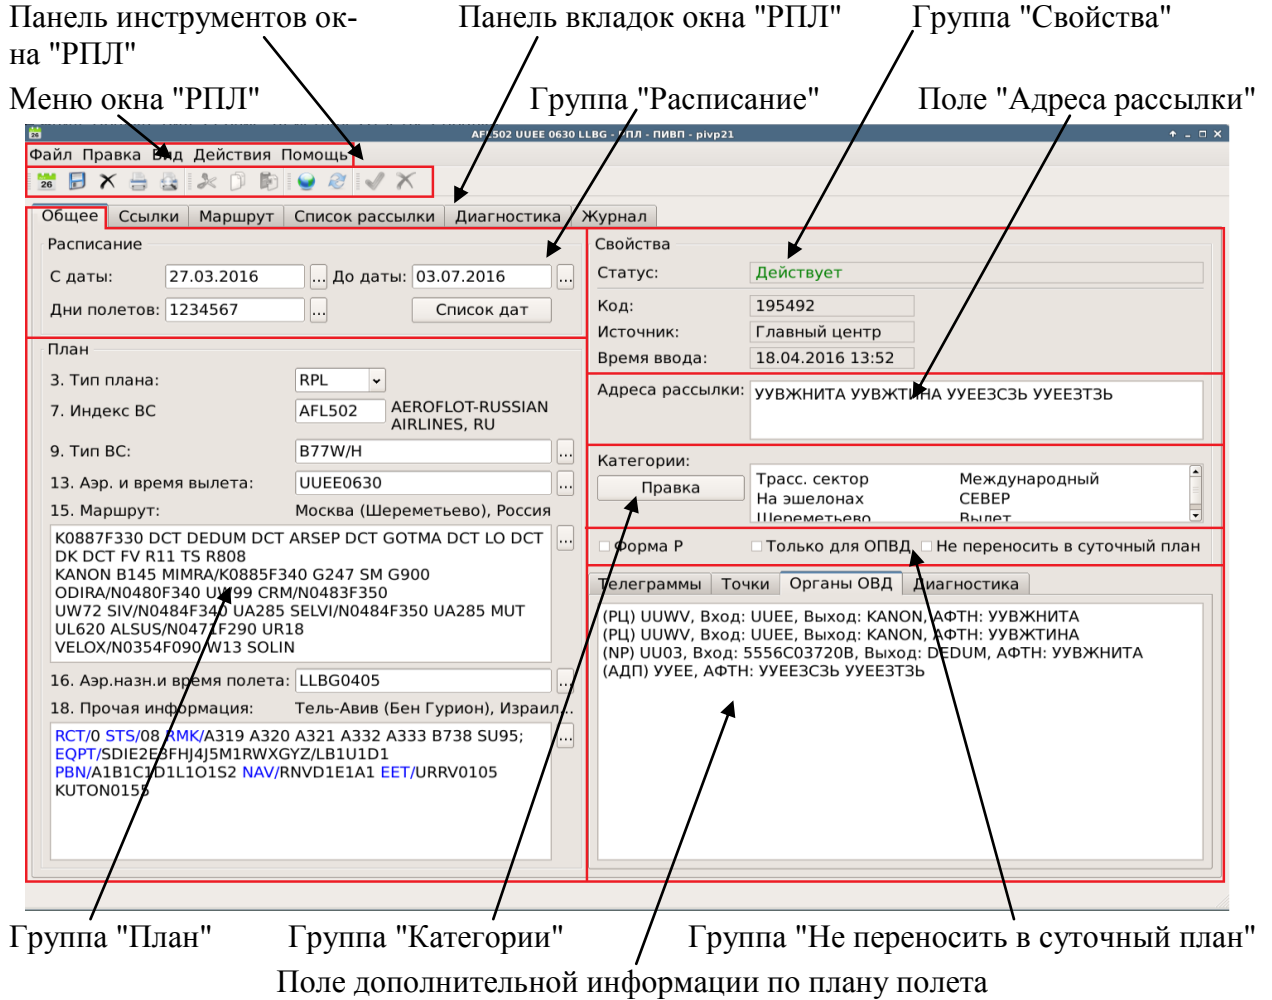 Панель инструментов ок-
на "РПЛ"
Панель вкладок окна "РПЛ"
Группа "Свойства"
Меню окна "РПЛ"
Группа "Расписание"
Поле "Адреса рассылки"
26
AFL502 UUEE 0630 LLBG - РПЛ - ПИВП - pivp21
Файл Правка Вид Действия Помощь
26
Общее Ссылки Маршрут Список рассылки Диагностика Журнал
Расписание
С даты: 27.03.2016 ... До даты: 03.07.2016 ...
Дни полетов: 1234567 ... Список дат
План
3. Тип плана: RPL
7. Индекс ВС AFL502 AEROFLOT-RUSSIAN
AIRLINES, RU
9. Тип ВС: B77W/H ...
13. Аэр. и время вылета: UUEE0630 ...
15. Маршрут: Москва (Шереметьево), Россия
K0887F330 DCT DEDUM DCT ARSEP DCT GOTMA DCT LO DCT ...
DK DCT FV R11 TS R808
KANON B145 MIMRA/K0885F340 G247 SM G900
ODIRA/N0480F340 UW99 CRM/N0483F350
UW72 SIV/N0484F340 UA285 SELVI/N0484F350 UA285 MUT
UL620 ALSUS/N0471F290 UR18
VELOX/N0354F090 W13 SOLIN
16. Аэр.назн.и время полета: LLBG0405 ...
18. Прочая информация: Тель-Авив (Бен Гурион), Израил...
RCT/0 STS/08 RMK/A319 A320 A321 A332 A333 B738 SU95; ...
EQPT/SDIE2E3FHJ4J5M1RWXGYZ/LB1U1D1
PBN/A1B1C1D1L1O1S2 NAV/RNVD1E1A1 EET/URRV0105
KUTON0155
Свойства
Статус: Действует
Код: 195492
Источник: Главный центр
Время ввода: 18.04.2016 13:52
Адреса рассылки: УУВЖНИТА УУВЖТИНА УУЕЕЗСЗЬ УУЕЕЗТЗЬ
Категории:
Правка
Трасс. сектор Международный
На эшелонах СЕВЕР
Шереметьево Вылет
Форма Р Только для ОПВД Не переносить в суточный план
Телеграммы Точки Органы ОВД Диагностика
(РЦ) UUWV, Вход: UUEE, Выход: KANON, АФТН: УУВЖНИТА
(РЦ) UUWV, Вход: UUEE, Выход: KANON, АФТН: УУВЖТИНА
(NP) UU03, Вход: 5556C03720B, Выход: DEDUM, АФТН: УУВЖНИТА
(АДП) УУЕЕ, АФТН: УУЕЕЗСЗЬ УУЕЕЗТЗЬ
Группа "План"
Группа "Категории"
Группа "Не переносить в суточный план"
Поле дополнительной информации по плану полета